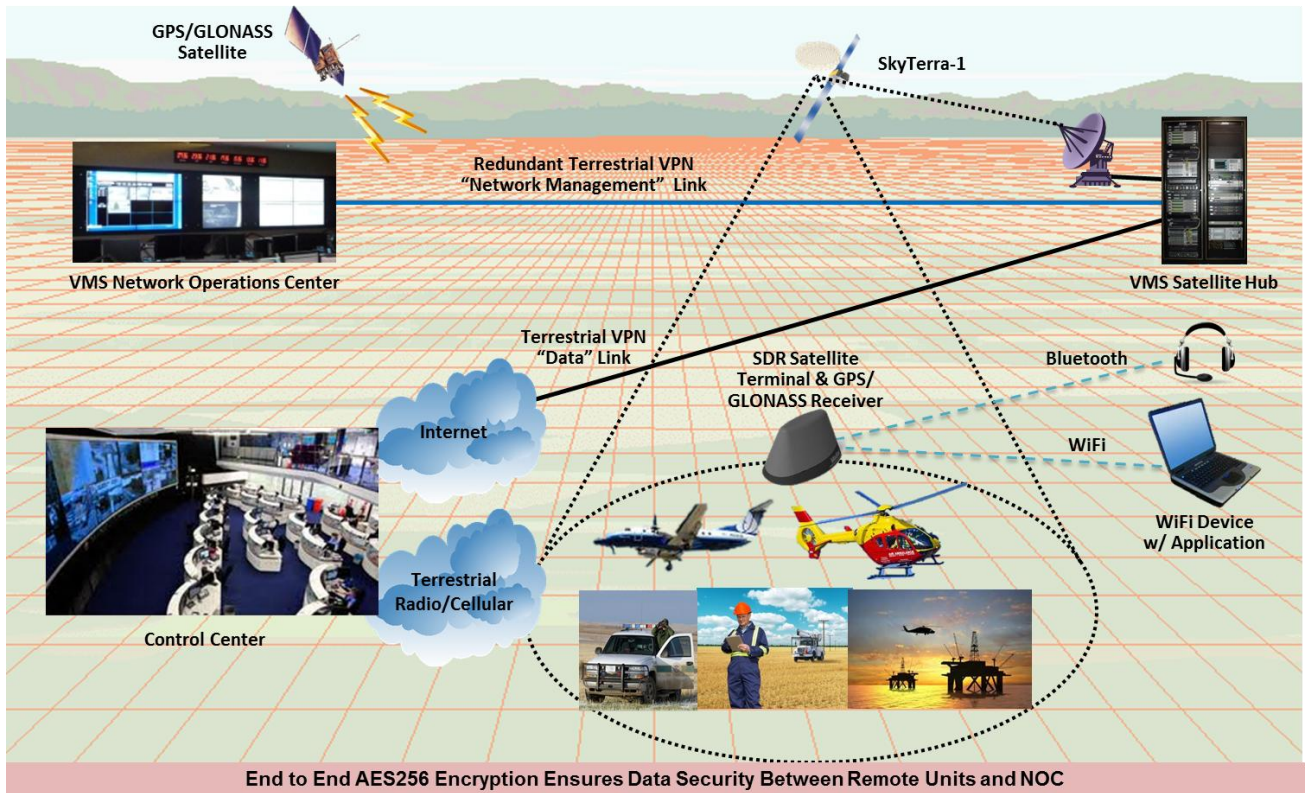 GPS/GLONASS
Satellite
SkyTerra-1
Redundant Terrestrial VPN
“Network Management” Link
VMS Network Operations Center
VMS Satellite Hub
Terrestrial VPN
“Data” Link
SDR Satellite
Terminal & GPS/
GLONASS Receiver
Bluetooth
Internet
WiFi
WiFi Device
w/ Application
Terrestrial
Radio/Cellular
Control Center
End to End AES256 Encryption Ensures Data Security Between Remote Units and NOC